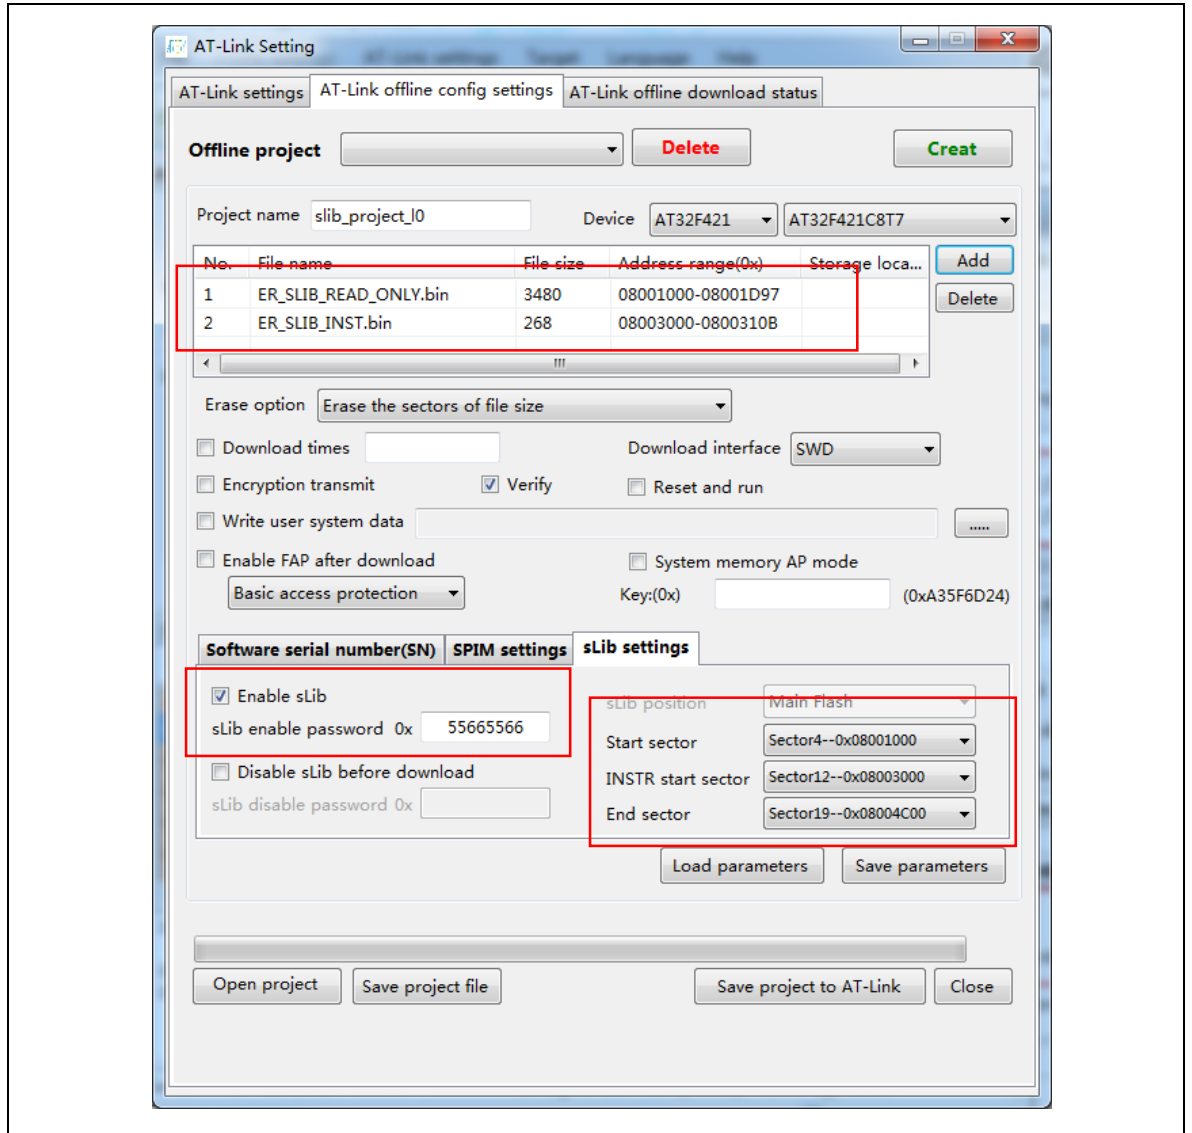 AT-Link Setting
AT-Link settings AT-Link offline config settings AT-Link offline download status
Offline project Delete Creat
Project name slib_project_l0 Device AT32F421 AT32F421C8T7
No. File name File size Address range(0x) Storage loca... Add
1 ER_SLIB_READ_ONLY.bin 3480 08001000-08001D97 Delete
2 ER_SLIB_INST.bin 268 08003000-0800310B
Erase option Erase the sectors of file size
Download times Download interface SWD
Encryption transmit Verify Reset and run
Write user system data .....
Enable FAP after download System memory AP mode
Basic access protection Key:(0x) (0xA35F6D24)
Software serial number(SN) SPIM settings sLib settings
Enable sLib sLib position Main Flash
sLib enable password 0x 55665566 Start sector Sector4--0x08001000
Disable sLib before download INSTR start sector Sector12--0x08003000
sLib disable password 0x End sector Sector19--0x08004C00
Load parameters Save parameters
Open project Save project file Save project to AT-Link Close